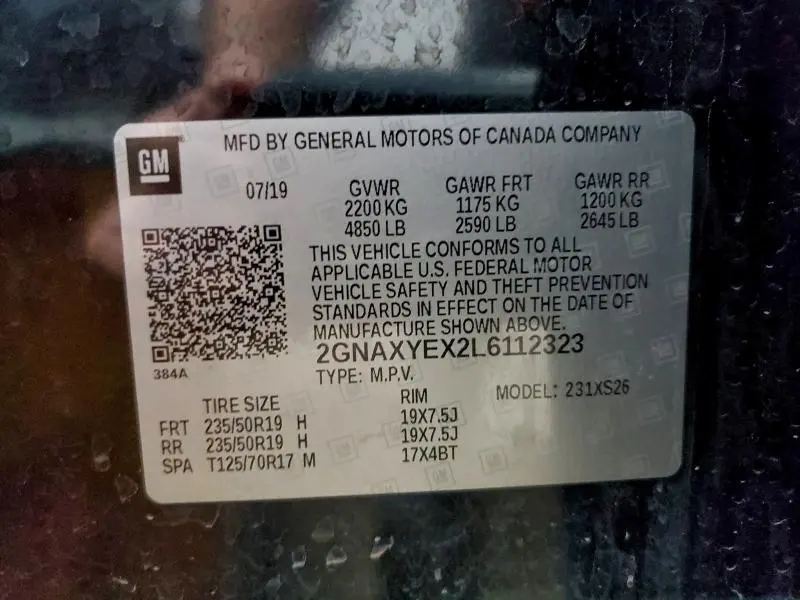 GM
MFD BY GENERAL MOTORS OF CANADA COMPANY
07/19 GVWR GAWR FRT GAWR RR
2200 KG 1175 KG 1200 KG
4850 LB 2590 LB 2645 LB
THIS VEHICLE CONFORMS TO ALL
APPLICABLE U.S. FEDERAL MOTOR
VEHICLE SAFETY AND THEFT PREVENTION
STANDARDS IN EFFECT ON THE DATE OF
MANUFACTURE SHOWN ABOVE.
2GNAXYEX2L6112323
384A
TYPE: M.P.V. MODEL: 231XS26
TIRE SIZE RIM
FRT 235/50R19 H 19X7.5J
RR 235/50R19 H 19X7.5J
SPA T125/70R17 M 17X4BT